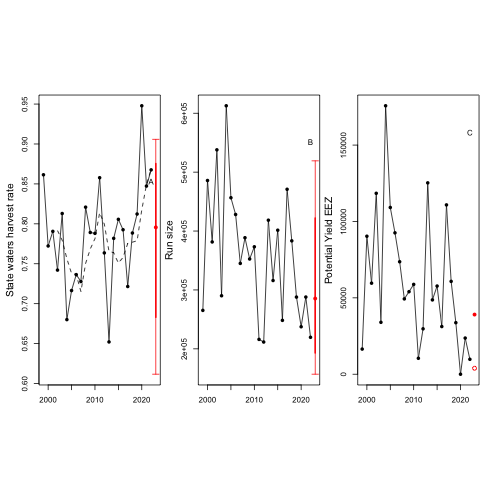 State waters harvest rate
0.95
0.90
0.85
0.80
0.75
0.70
0.65
0.60
2000
2010
2020
A
Run size
6e+05
5e+05
4e+05
3e+05
2e+05
2000
2010
2020
B
Potential Yield EEZ
150000
100000
50000
0
2000
2010
2020
C